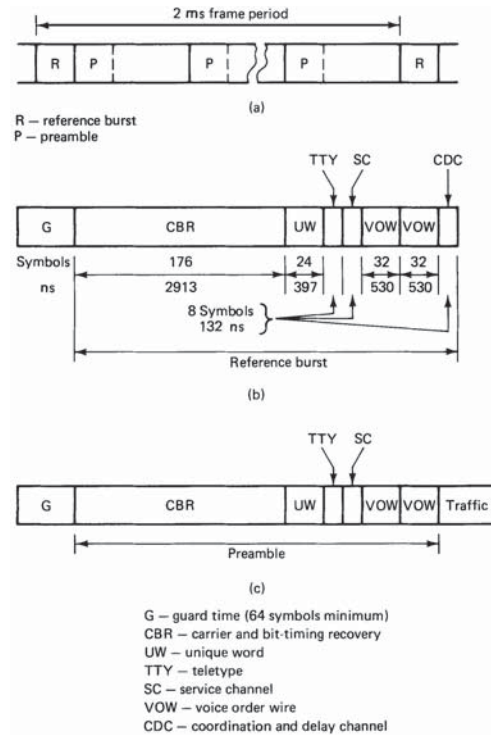 2 ms frame period
R P P P R
(a)
R — reference burst
P — preamble
TTY SC CDC
G CBR UW VOW VOW
Symbols 176 24 32 32
ns 2913 397 530 530
8 Symbols
132 ns
Reference burst
(b)
TTY SC
G CBR UW VOW VOW Traffic
Preamble
(c)
G — guard time (64 symbols minimum)
CBR — carrier and bit-timing recovery
UW — unique word
TTY — teletype
SC — service channel
VOW — voice order wire
CDC — coordination and delay channel